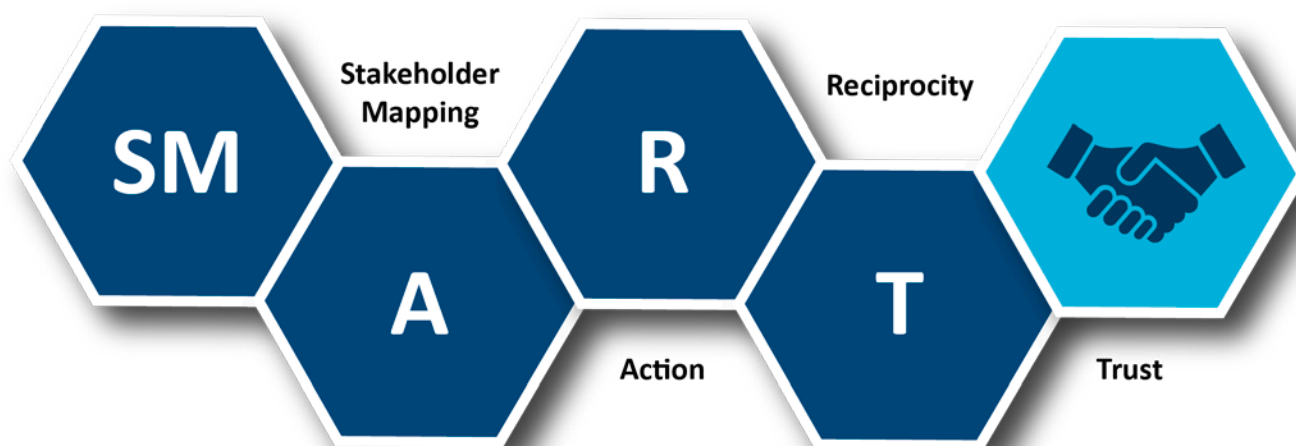 SM
Stakeholder
Mapping
A
Action
R
Reciprocity
T
Trust